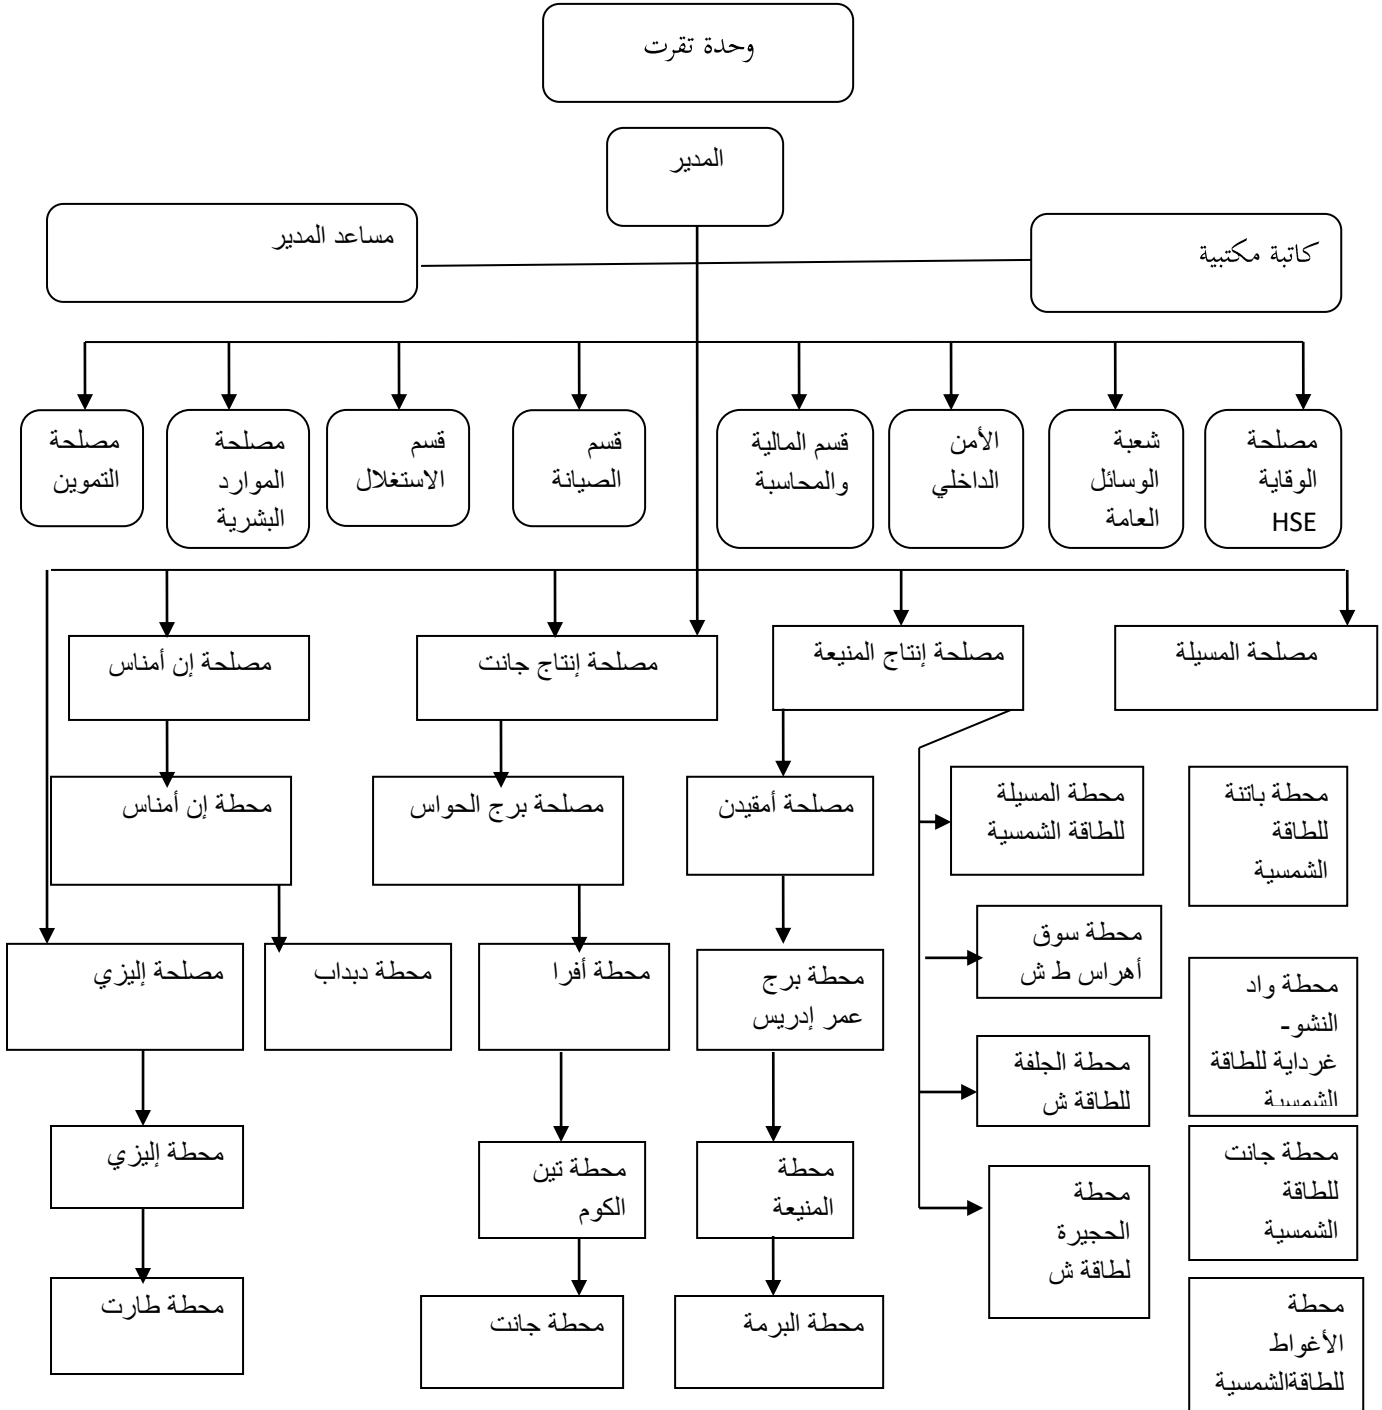 وحدة تقرت
المدير
كاتبة مكتبية
مساعد المدير
مصلحة
الوقاية
HSE
شعبة
الوسائل
العامة
الأمن
الداخلي
قسم المالية
والمحاسبة
قسم
الصيانة
قسم
الاستغلال
مصلحة
الموارد
البشرية
مصلحة
التموين
مصلحة المسيلة
مصلحة إنتاج المنيعة
مصلحة إنتاج جانت
مصلحة إن أمناس
محطة باتنة
للطاقة
الشمسية
محطة المسيلة
للطاقة الشمسية
مصلحة أمقيدن
مصلحة برج الحواس
محطة إن أمناس
محطة واد
النشو-
غرداية للطاقة
الشمسية
محطة سوق
أهراس ط ش
محطة برج
عمر إدريس
محطة أفرا
محطة دبداب
مصلحة إليزي
محطة جانت
للطاقة
الشمسية
محطة الجلفة
للطاقة ش
محطة
المنيعة
محطة تين
الكوم
محطة إليزي
محطة
الأغواط
للطاقةالشمسية
محطة
الحجيرة
لطاقة ش
محطة البرمة
محطة جانت
محطة طارت